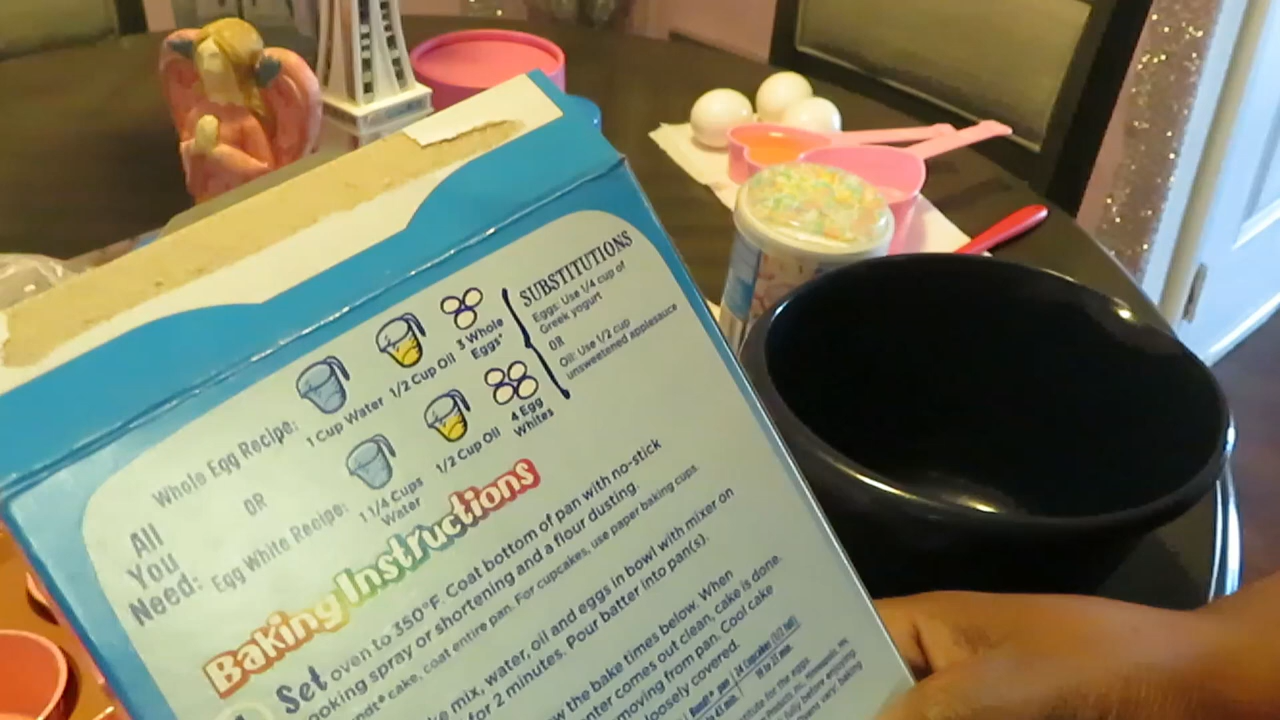 Whole Egg Recipe: 1 Cup Water 1/2 Cup Oil 3 Whole Eggs*
OR
Egg White Recipe: 1 1/4 Cups Water 1/2 Cup Oil 4 Egg Whites
All
You
Need:
SUBSTITUTIONS
Eggs: Use 1/4 cup of
Greek yogurt
OR
Oil: Use 1/2 cup
unsweetened applesauce
Baking Instructions
Set oven to 350°F. Coat bottom of pan with no-stick
cooking spray or shortening and a flour dusting.
cake, coat entire pan. For cupcakes, use paper baking cups.
mix, water, oil and eggs in bowl with mixer on
for 2 minutes. Pour batter into pan(s).
the bake times below. When
comes out clean, cake is done.
from pan. Cool cake
loosely covered.
24 cupcakes